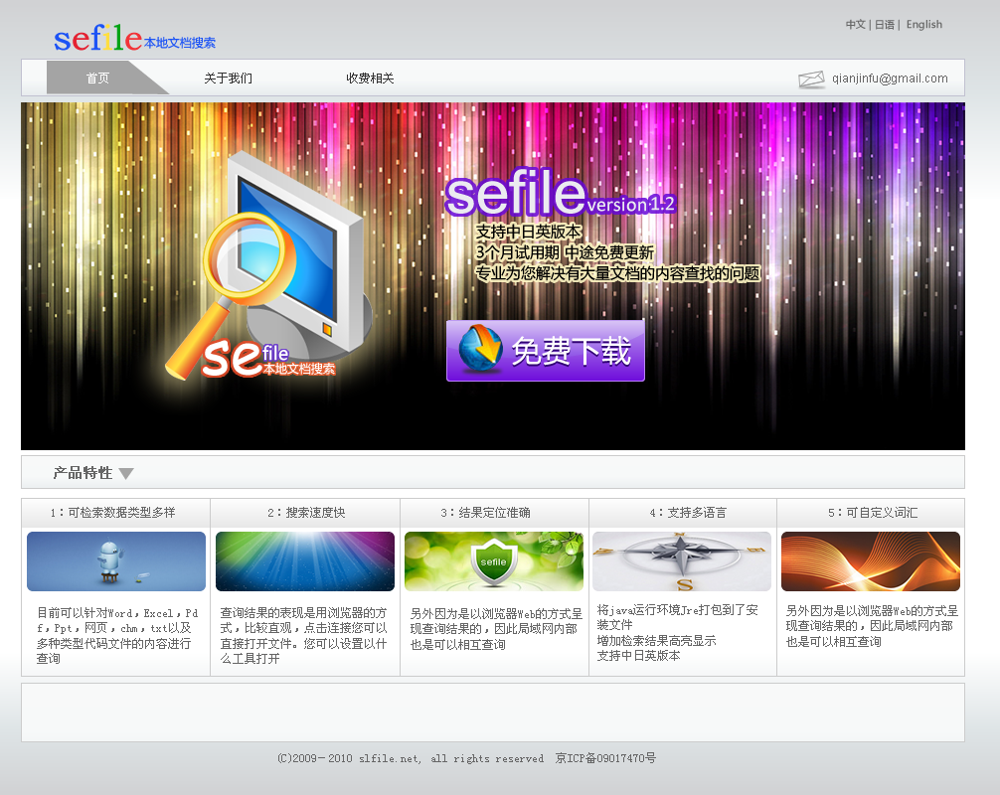 中文 | 日语 | English
sefile本地文档搜索
首页 关于我们 收费相关 qianjinfu@gmail.com
sefile version 1.2
支持中日英版本
3个月试用期 中途免费更新
专业为您解决有大量文档的内容查找的问题
免费下载
se file
本地文档搜索
产品特性
1：可检索数据类型多样
2：搜索速度快
3：结果定位准确
4：支持多语言
5：可自定义词汇
sefile
目前可以针对Word，Excel，Pd
f，Ppt，网页，chm，txt以及
多种类型代码文件的内容进行
查询
查询结果的表现是用浏览器的方
式，比较直观，点击连接您可以
直接打开文件。您可以设置以什
么工具打开
另外因为是以浏览器Web的方式呈
现查询结果的，因此局域网内部
也是可以相互查询
将java运行环境Jre打包到了安
装文件
增加检索结果高亮显示
支持中日英版本
另外因为是以浏览器Web的方式呈
现查询结果的，因此局域网内部
也是可以相互查询
(C)2009－2010 slfile.net, all rights reserved 京ICP备09017470号